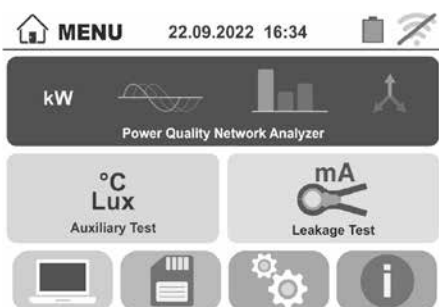 MENU 22.09.2022 16:34
kW
Power Quality Network Analyzer
°C
Lux
Auxiliary Test
mA
Leakage Test
i